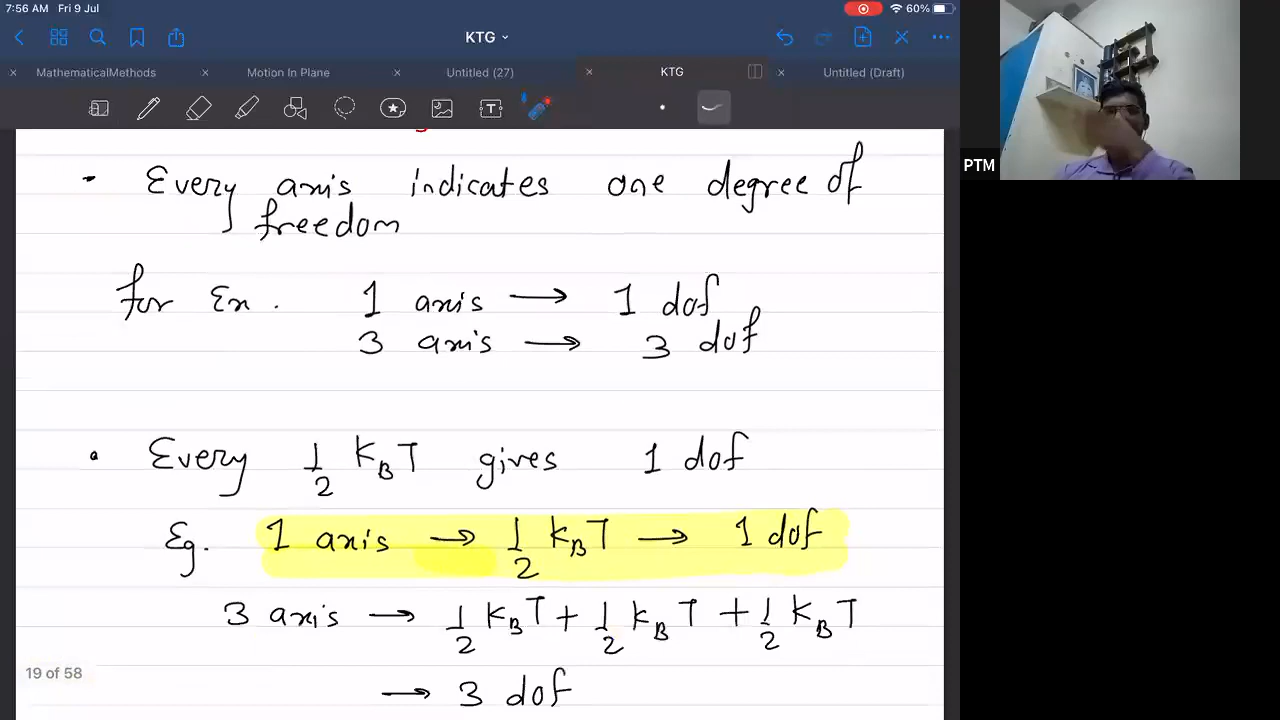 7:56 AM Fri 9 Jul
60%
KTG
MathematicalMethods
Motion In Plane
Untitled (27)
KTG
Untitled (Draft)
PTM
- Every axis indicates one degree of
freedom
for Ex. 1 axis → 1 dof
3 axis → 3 dof
• Every 1/2 KBT gives 1 dof
Eg. 1 axis → 1/2 KBT → 1 dof
3 axis → 1/2 KBT + 1/2 KBT + 1/2 KBT
→ 3 dof
19 of 58